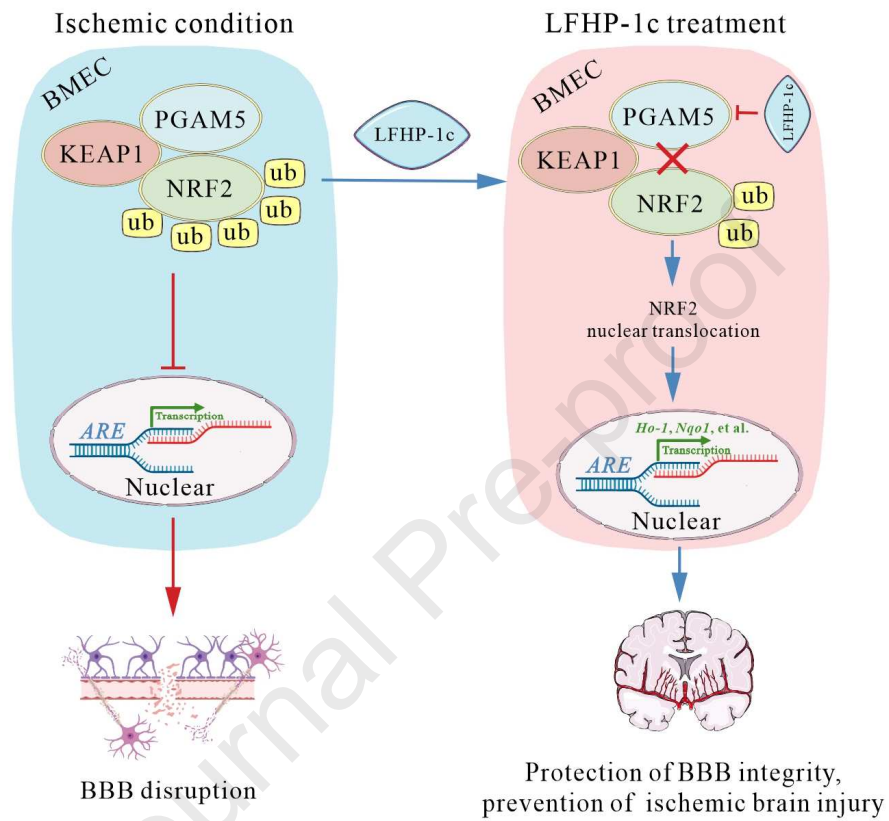 Ischemic condition
BMEC
PGAM5
KEAP1
NRF2
ub
ub
ub
ub
ub
ARE
Transcription
Nuclear
BBB disruption
LFHP-1c
LFHP-1c treatment
BMEC
PGAM5
LFHP-1c
KEAP1
NRF2
ub
ub
NRF2
nuclear translocation
Ho-1, Nqo1, et al.
ARE
Transcription
Nuclear
Protection of BBB integrity,
prevention of ischemic brain injury
urnal Pre-proof